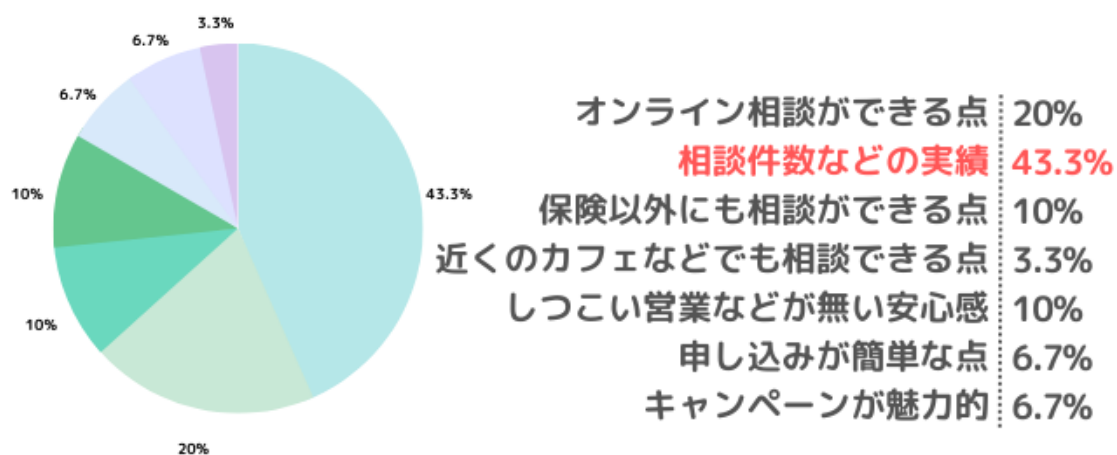 3.3%
6.7%
6.7%
10%
43.3%
10%
20%
オンライン相談ができる点 20%
相談件数などの実績 43.3%
保険以外にも相談ができる点 10%
近くのカフェなどでも相談できる点 3.3%
しつこい営業などが無い安心感 10%
申し込みが簡単な点 6.7%
キャンペーンが魅力的 6.7%